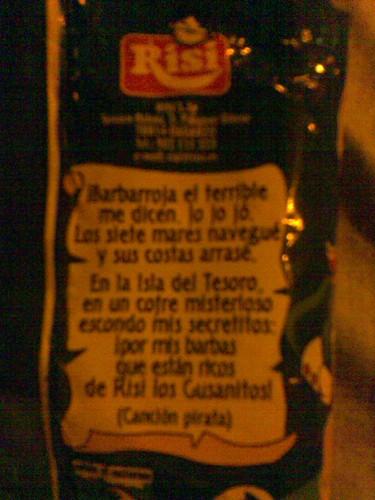 Risi
¡Barbarroja el terrible
me dicen, jo jo jó.
Los siete mares navegué
y sus costas arrasé.
En la Isla del Tesoro,
en un cofre misterioso
escondo mis secretitos:
¡por mis barbas
que están ricos
de Risi los Gusanitos!
(Canción pirata)